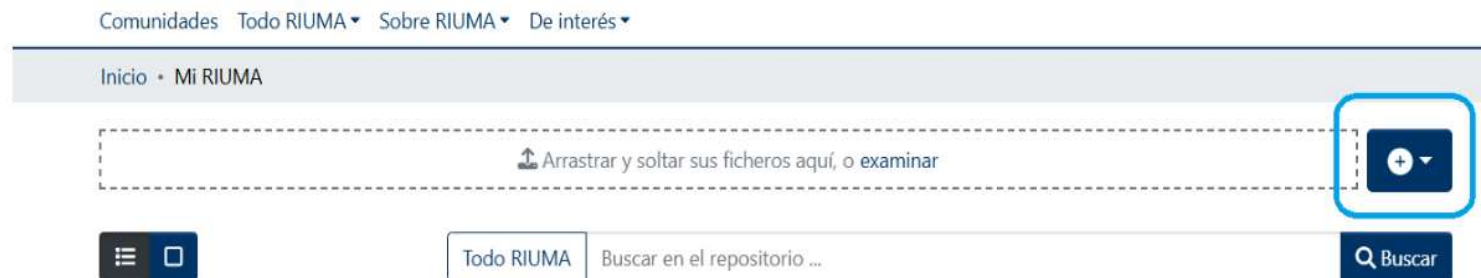 Comunidades Todo RIUMA Sobre RIUMA De interés
Inicio • Mi RIUMA
Arrastrar y soltar sus ficheros aquí, o examinar
Todo RIUMA Buscar en el repositorio ... Buscar